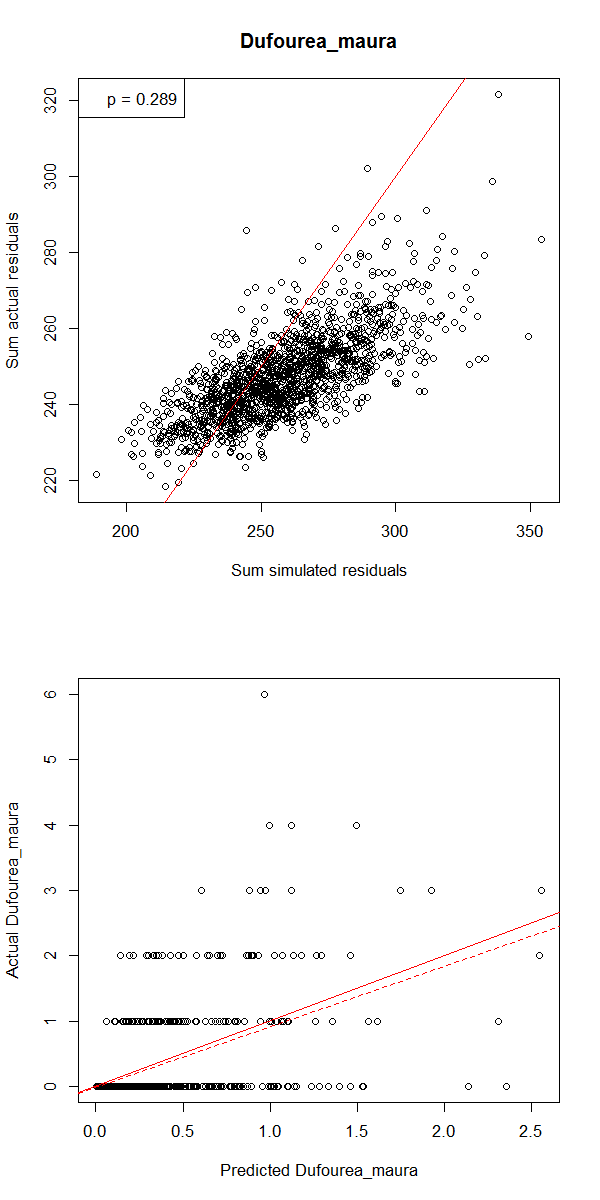 Dufourea_maura
p = 0.289
320
300
280
260
240
220
Sum actual residuals
200 250 300 350
Sum simulated residuals
6
5
4
3
2
1
0
Actual Dufourea_maura
0.0 0.5 1.0 1.5 2.0 2.5
Predicted Dufourea_maura